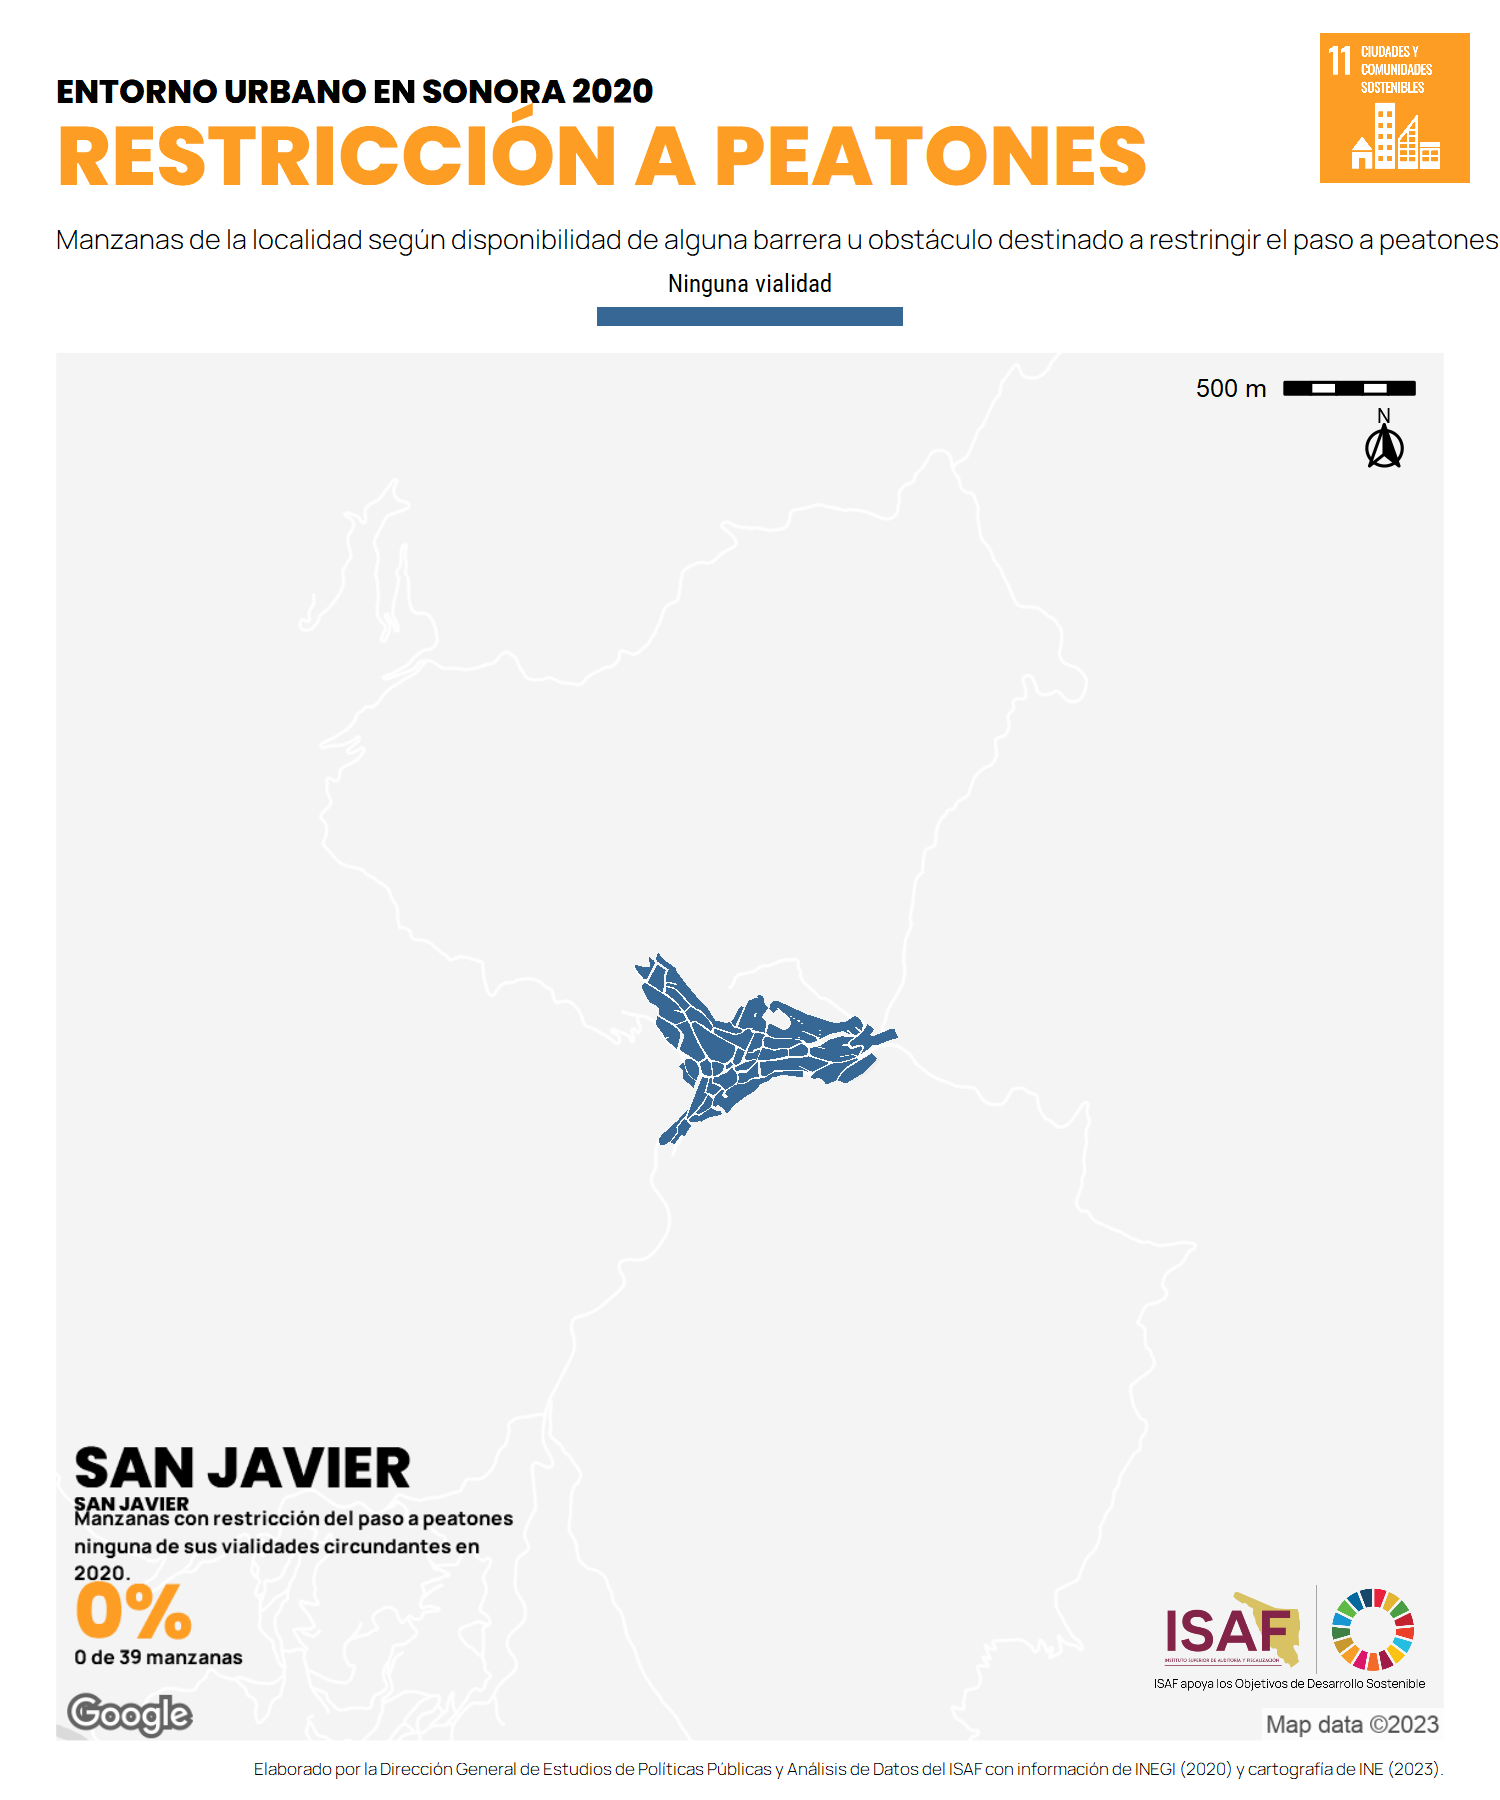 ENTORNO URBANO EN SONORA 2020
RESTRICCIÓN A PEATONES
11 CIUDADES Y
COMUNIDADES
SOSTENIBLES
Manzanas de la localidad según disponibilidad de alguna barrera u obstáculo destinado a restringir el paso a peatones
Ninguna vialidad
500 m
N
SAN JAVIER
SAN JAVIER
Manzanas con restricción del paso a peatones
ninguna de sus vialidades circundantes en
2020.
0%
0 de 39 manzanas
Google
ISAF
INSTITUTO SUPERIOR DE AUDITORÍA Y FISCALIZACIÓN
ISAF apoya los Objetivos de Desarrollo Sostenible
Map data ©2023
Elaborado por la Dirección General de Estudios de Políticas Públicas y Análisis de Datos del ISAF con información de INEGI (2020) y cartografía de INE (2023).